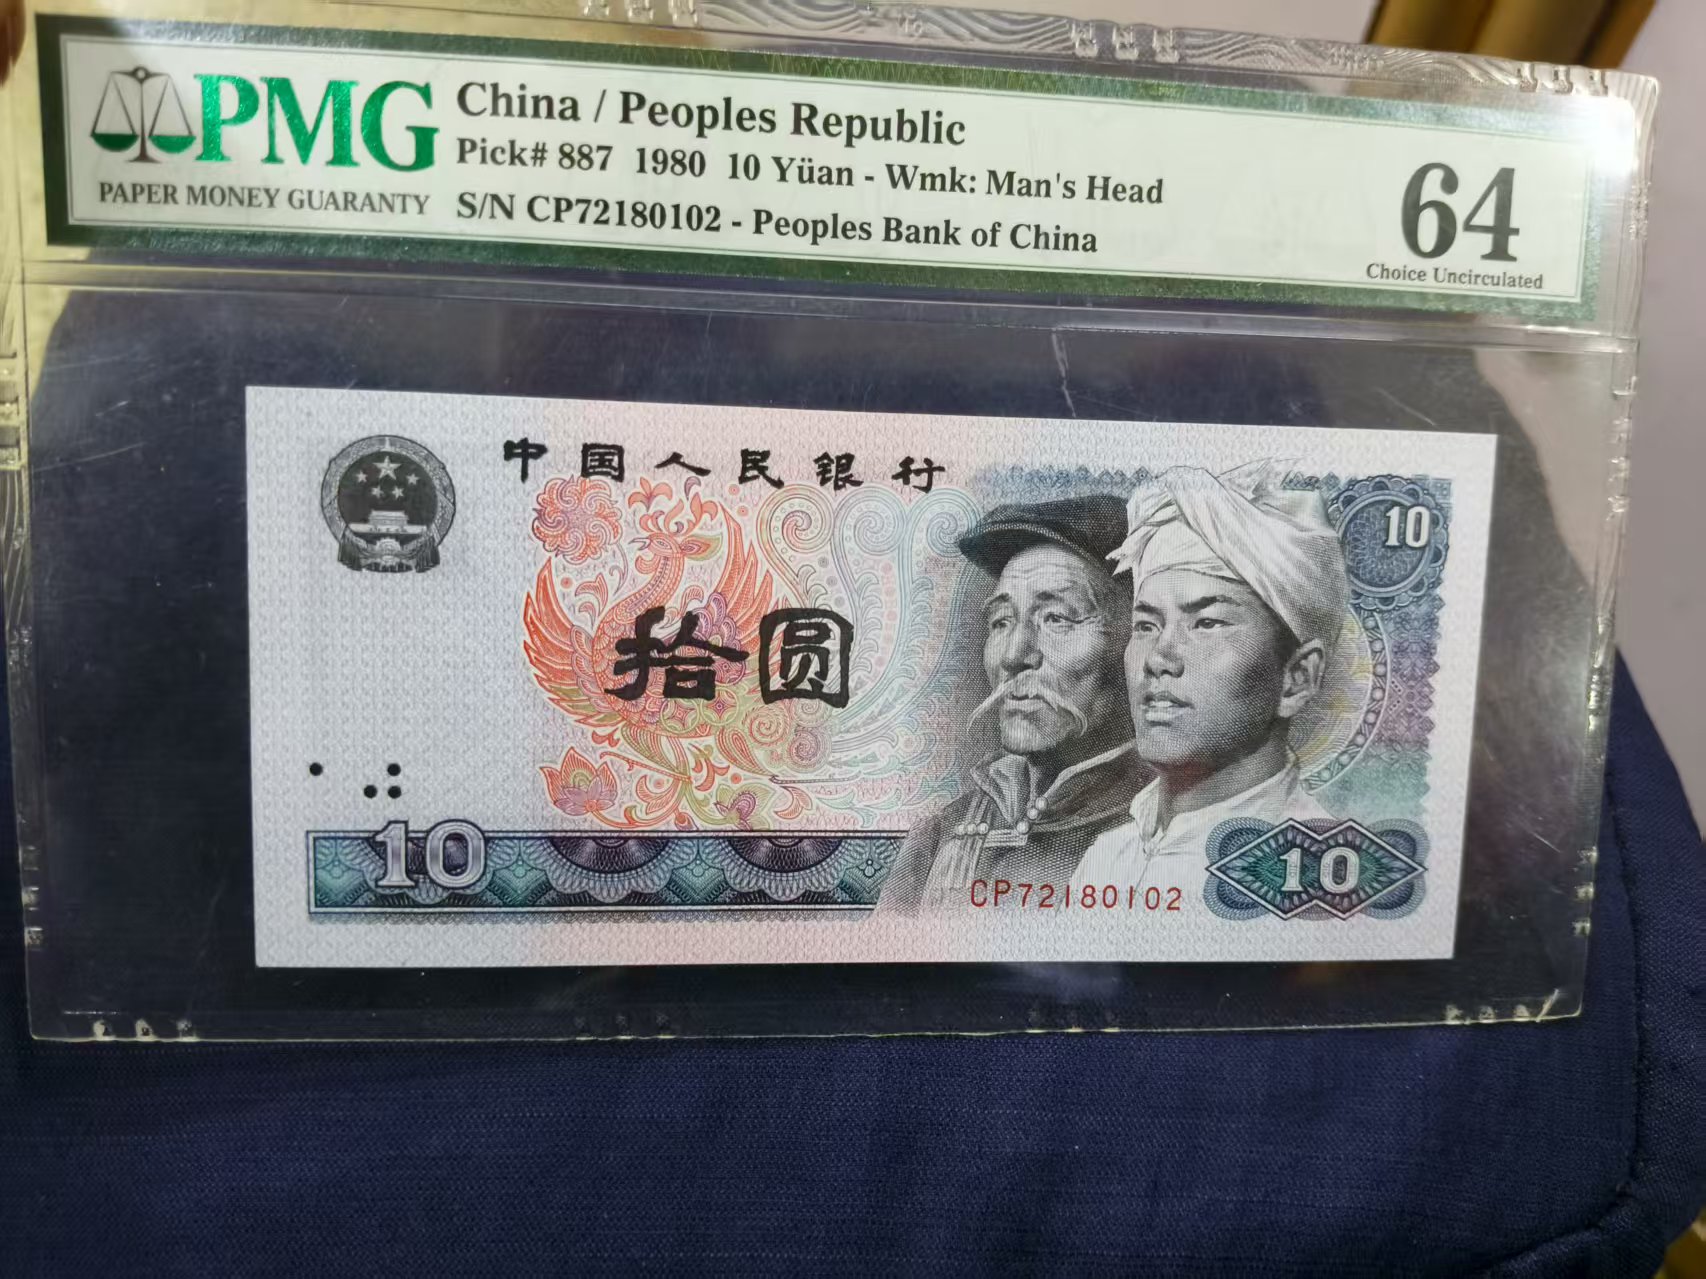 PMG
PAPER MONEY GUARANTY
China / Peoples Republic
Pick# 887 1980 10 Yüan - Wmk: Man's Head
S/N CP72180102 - Peoples Bank of China
64
Choice Uncirculated
中国人民银行
10
拾圆
10
CP72180102
10